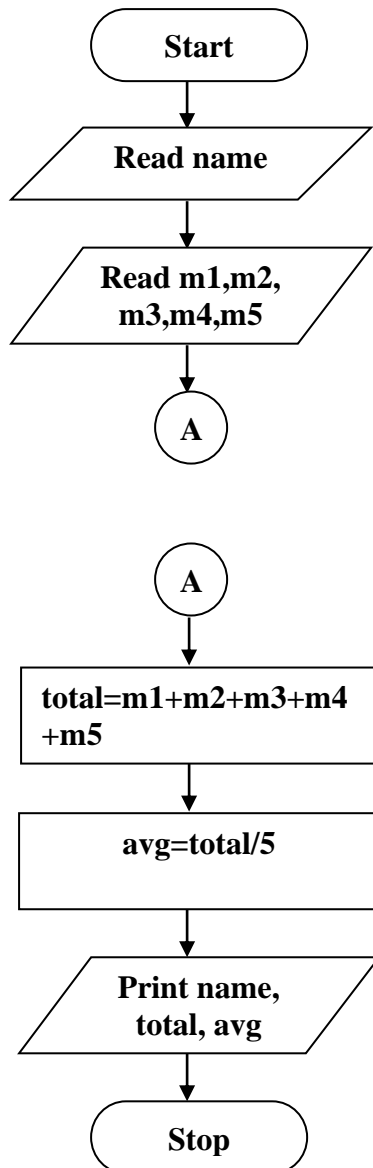 Start
Read name
Read m1,m2,
m3,m4,m5
A
A
total=m1+m2+m3+m4
+m5
avg=total/5
Print name,
total, avg
Stop